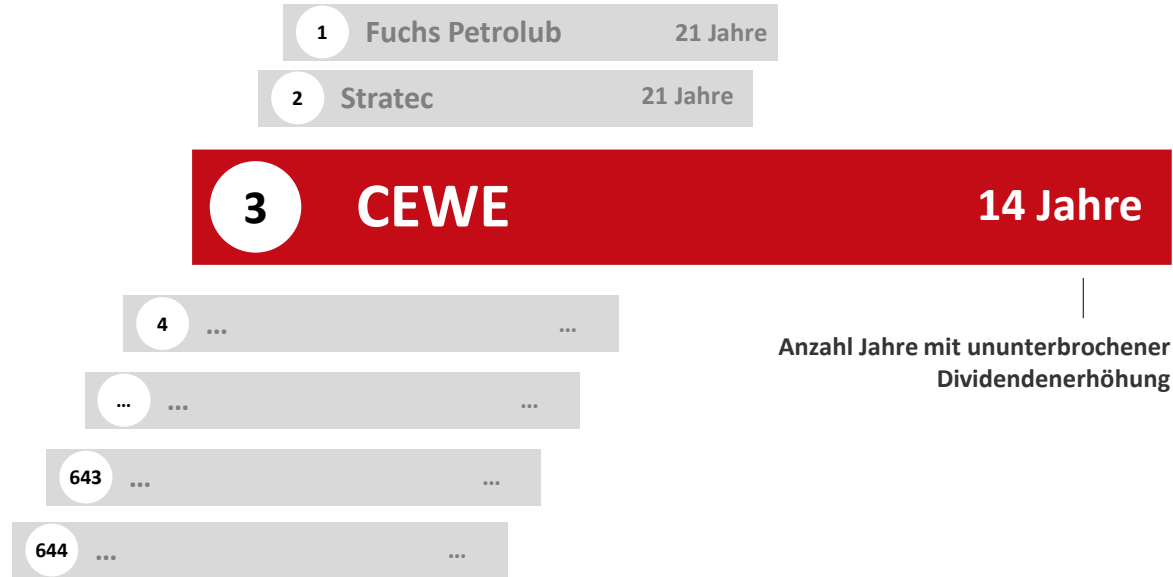 1 Fuchs Petrolub 21 Jahre
2 Stratec 21 Jahre
3 CEWE 14 Jahre
4 ... ...
Anzahl Jahre mit ununterbrochener
Dividendenerhöhung
... ... ...
643 ... ...
644 ... ...